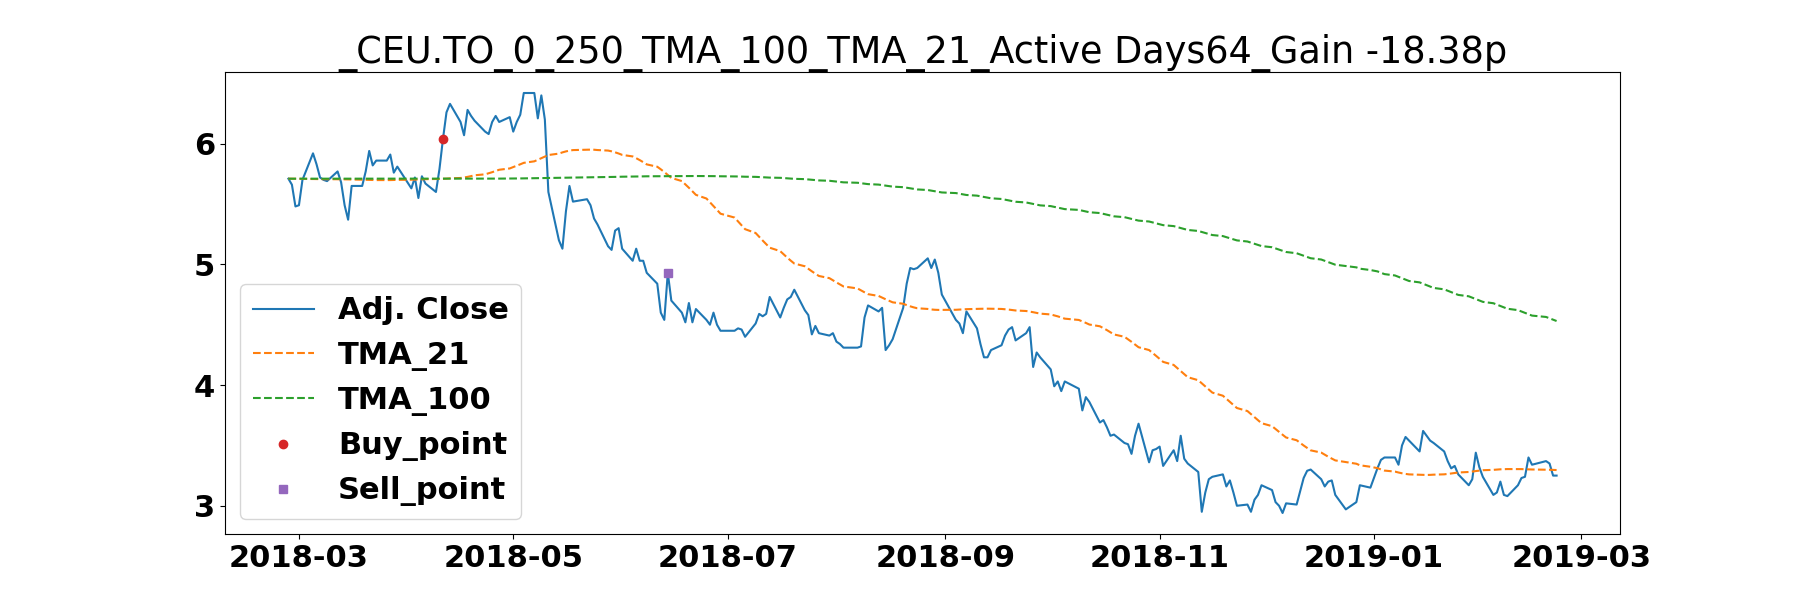 _CEU.TO_0_250_TMA_100_TMA_21_Active Days64_Gain -18.38p
6
5
4
3
Adj. Close
TMA_21
TMA_100
Buy_point
Sell_point
2018-03 2018-05 2018-07 2018-09 2018-11 2019-01 2019-03